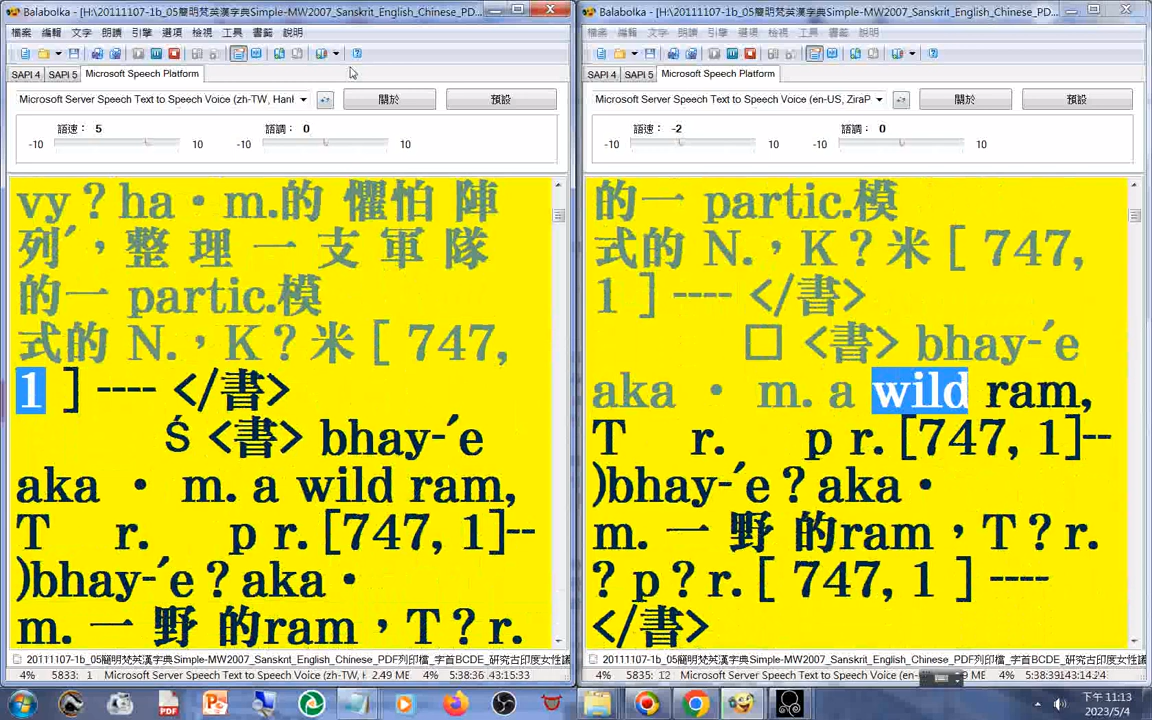 Balabolka - [H:\20111107-1b_05簡明梵英漢字典Simple-MW2007_Sanskrit_English_Chinese_PD...
檔案 編輯 文字 朗讀 引擎 選項 檢視 工具 書籤 說明
SAPI 4 SAPI 5 Microsoft Speech Platform
Microsoft Server Speech Text to Speech Voice (zh-TW, HanH 關於 預設
語速： 5 語調： 0
-10 10 -10 10
vy？ha・m.的 懼怕 陣
列′，整 理 一 支 軍 隊
的一 partic.模
式的 N.，K？米 [ 747,
1 ] ---- </書>
Ś <書> bhay-′e
aka ・ m. a wild ram,
T r. p r. [747, 1]--
)bhay-′e？aka・
m. 一 野 的ram，T？r.
20111107-1b_05簡明梵英漢字典Simple-MW2007_Sanskrit_English_Chinese_PDF列印檔_字首BCDE_研究古印度女性議
4% 5833: 1 Microsoft Server Speech Text to Speech Voice (zh-TW, H 2.49 MB 4% 5:38:36 43:15:33
Balabolka - [H:\20111107-1b_05簡明梵英漢字典Simple-MW2007_Sanskrit_English_Chinese_PD...
檔案 編輯 文字 朗讀 引擎 選項 檢視 工具 書籤 說明
SAPI 4 SAPI 5 Microsoft Speech Platform
Microsoft Server Speech Text to Speech Voice (en-US, ZiraP 關於 預設
語速： -2 語調： 0
-10 10 -10 10
的一 partic.模
式的 N.，K？米 [ 747,
1 ] ---- </書>
□ <書> bhay-′e
aka ・ m. a wild ram,
T r. p r. [747, 1]--
)bhay-′e？aka・
m. 一 野 的ram，T？r.
？p？r. [ 747, 1 ] ----
</書>
20111107-1b_05簡明梵英漢字典Simple-MW2007_Sanskrit_English_Chinese_PDF列印檔_字首BCDE_研究古印度女性議
4% 5835: 12 Microsoft Server Speech Text to Speech Voice (en- 9 MB 4% 5:38:39 43:14:24
下午 11:13
2023/5/4